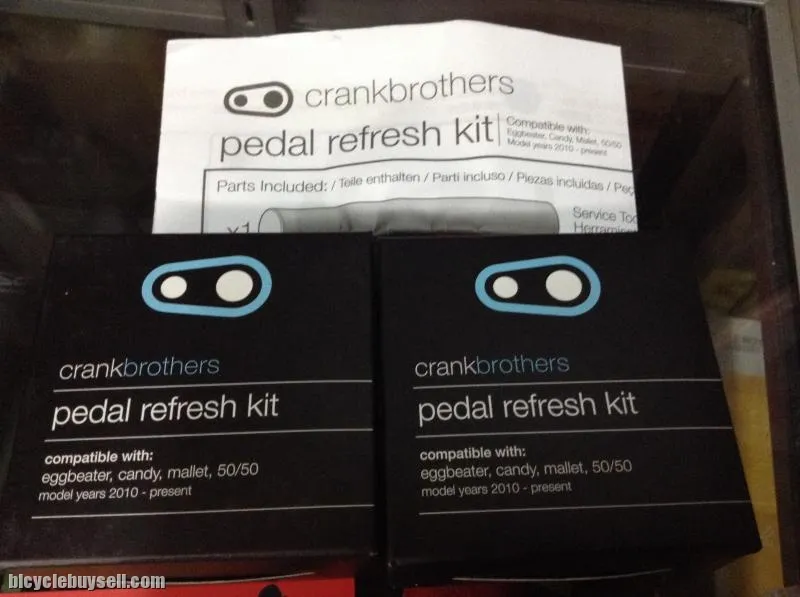 crankbrothers
pedal refresh kit
Compatible with:
Eggbeater, Candy, Mallet, 50/50
Model years 2010 - present
Parts Included: / Teile enthalten / Parti incluso / Piezas incluidas /
x1
Service
crankbrothers
pedal refresh kit
compatible with:
eggbeater, candy, mallet, 50/50
model years 2010 - present
crankbrothers
pedal refresh kit
compatible with:
eggbeater, candy, mallet, 50/50
model years 2010 - present
bicyclebuysell.com